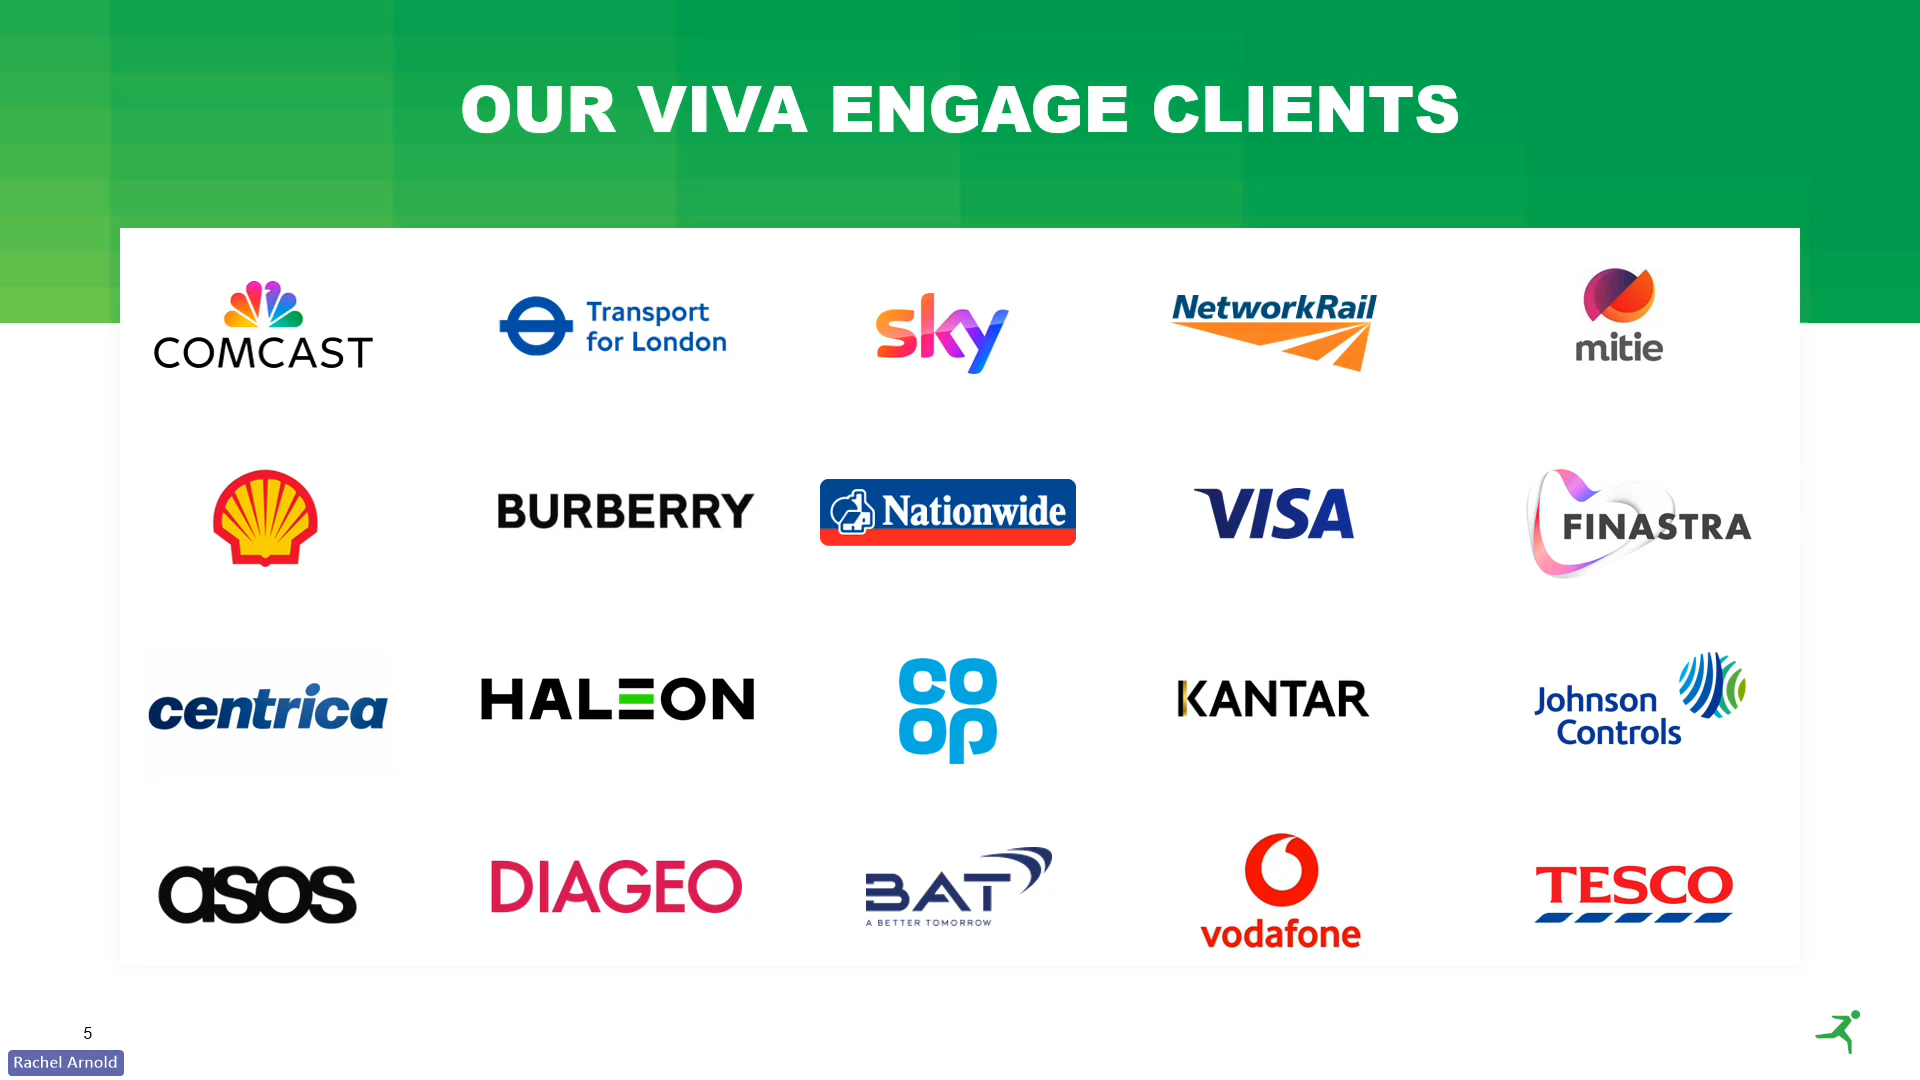 OUR VIVA ENGAGE CLIENTS
COMCAST
Transport
for London
sky
NetworkRail
mitie
BURBERRY
Nationwide
VISA
FINASTRA
centrica
HALEON
CO
OP
KANTAR
Johnson
Controls
asos
DIAGEO
BAT
A BETTER TOMORROW
vodafone
TESCO
5
Rachel Arnold